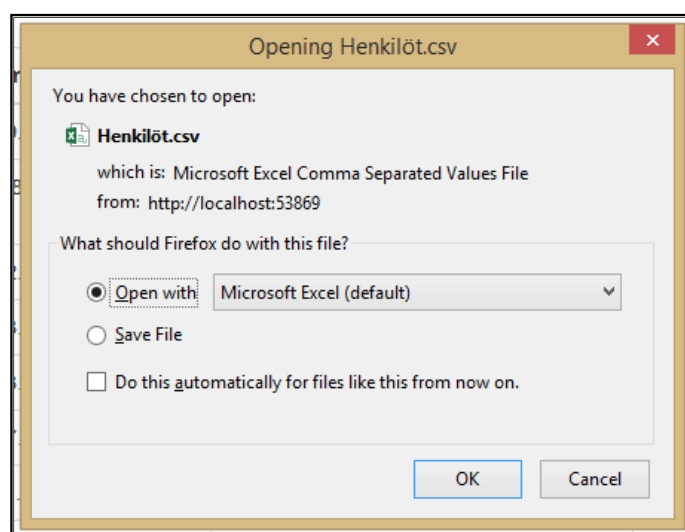 Opening Henkilöt.csv
You have chosen to open:
Henkilöt.csv
which is: Microsoft Excel Comma Separated Values File
from: http://localhost:53869
What should Firefox do with this file?
Open with Microsoft Excel (default)
Save File
Do this automatically for files like this from now on.
OK Cancel